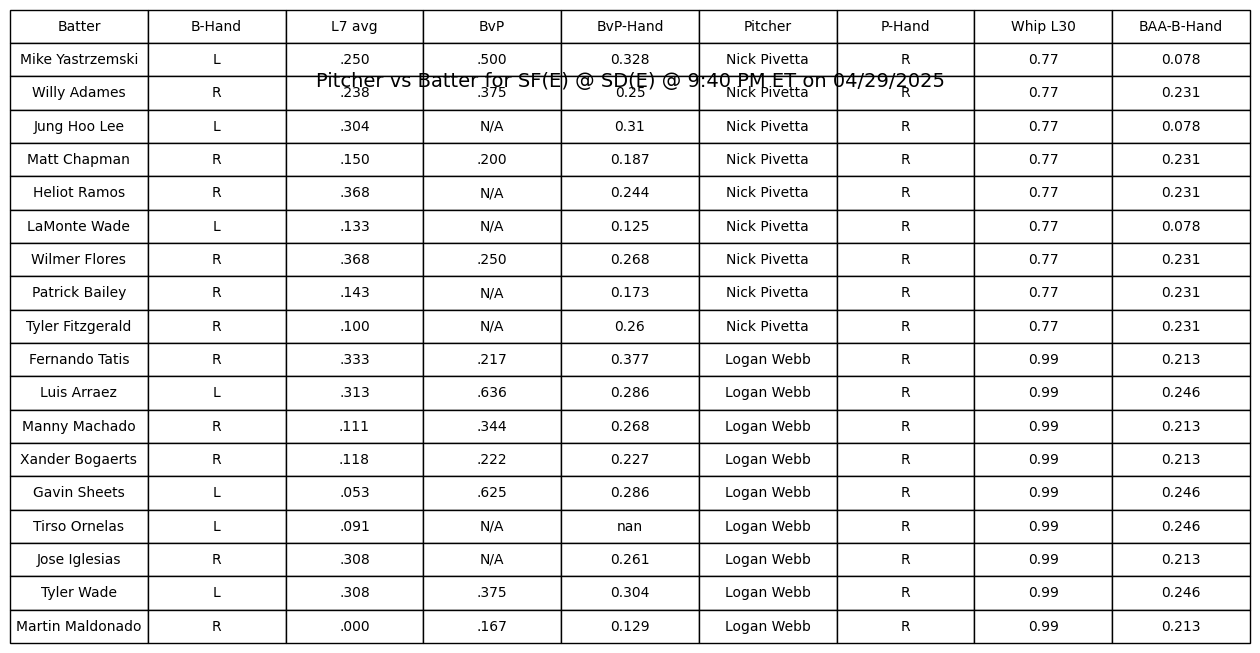 Batter B-Hand L7 avg BvP BvP-Hand Pitcher P-Hand Whip L30 BAA-B-Hand
Mike Yastrzemski L .250 .500 0.328 Nick Pivetta R 0.77 0.078
Pitcher vs Batter for SF(E) @ SD(E) @ 9:40 PM ET on 04/29/2025
Willy Adames R .238 .375 0.25 Nick Pivetta R 0.77 0.231
Jung Hoo Lee L .304 N/A 0.31 Nick Pivetta R 0.77 0.078
Matt Chapman R .150 .200 0.187 Nick Pivetta R 0.77 0.231
Heliot Ramos R .368 N/A 0.244 Nick Pivetta R 0.77 0.231
LaMonte Wade L .133 N/A 0.125 Nick Pivetta R 0.77 0.078
Wilmer Flores R .368 .250 0.268 Nick Pivetta R 0.77 0.231
Patrick Bailey R .143 N/A 0.173 Nick Pivetta R 0.77 0.231
Tyler Fitzgerald R .100 N/A 0.26 Nick Pivetta R 0.77 0.231
Fernando Tatis R .333 .217 0.377 Logan Webb R 0.99 0.213
Luis Arraez L .313 .636 0.286 Logan Webb R 0.99 0.246
Manny Machado R .111 .344 0.268 Logan Webb R 0.99 0.213
Xander Bogaerts R .118 .222 0.227 Logan Webb R 0.99 0.213
Gavin Sheets L .053 .625 0.286 Logan Webb R 0.99 0.246
Tirso Ornelas L .091 N/A nan Logan Webb R 0.99 0.246
Jose Iglesias R .308 N/A 0.261 Logan Webb R 0.99 0.213
Tyler Wade L .308 .375 0.304 Logan Webb R 0.99 0.246
Martin Maldonado R .000 .167 0.129 Logan Webb R 0.99 0.213